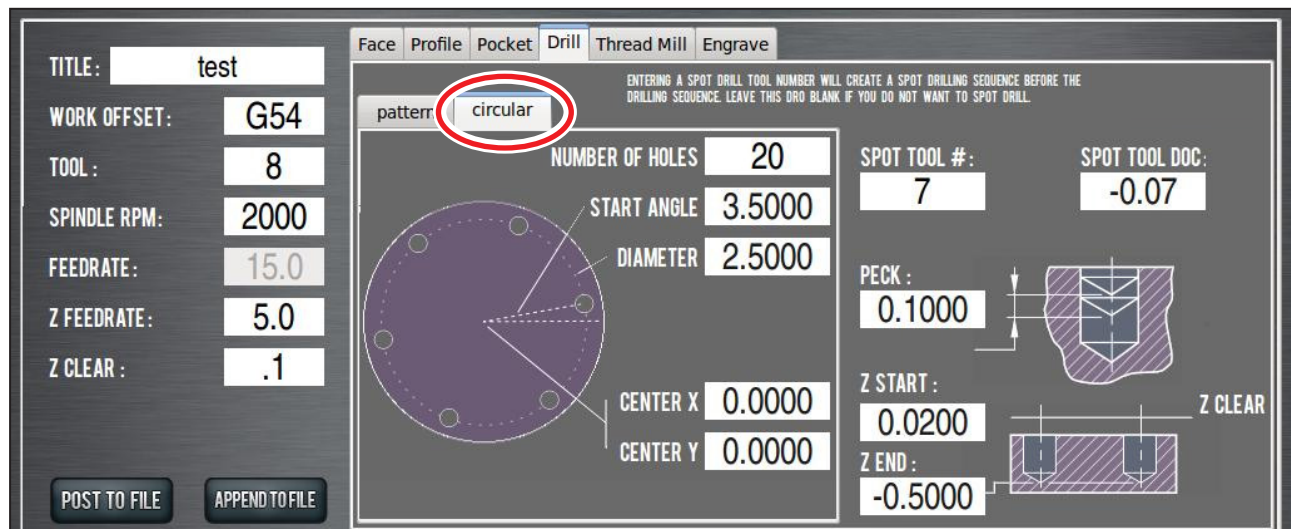 Face Profile Pocket Drill Thread Mill Engrave
TITLE: test
WORK OFFSET: G54
TOOL: 8
SPINDLE RPM: 2000
FEEDRATE: 15.0
Z FEEDRATE: 5.0
Z CLEAR: .1
POST TO FILE APPEND TO FILE
ENTERING A SPOT DRILL TOOL NUMBER WILL CREATE A SPOT DRILLING SEQUENCE BEFORE THE
DRILLING SEQUENCE. LEAVE THIS DRO BLANK IF YOU DO NOT WANT TO SPOT DRILL.
pattern circular
NUMBER OF HOLES 20
START ANGLE 3.5000
DIAMETER 2.5000
CENTER X 0.0000
CENTER Y 0.0000
SPOT TOOL #: SPOT TOOL DOC:
7 -0.07
PECK:
0.1000
Z START:
0.0200
Z CLEAR
Z END:
-0.5000